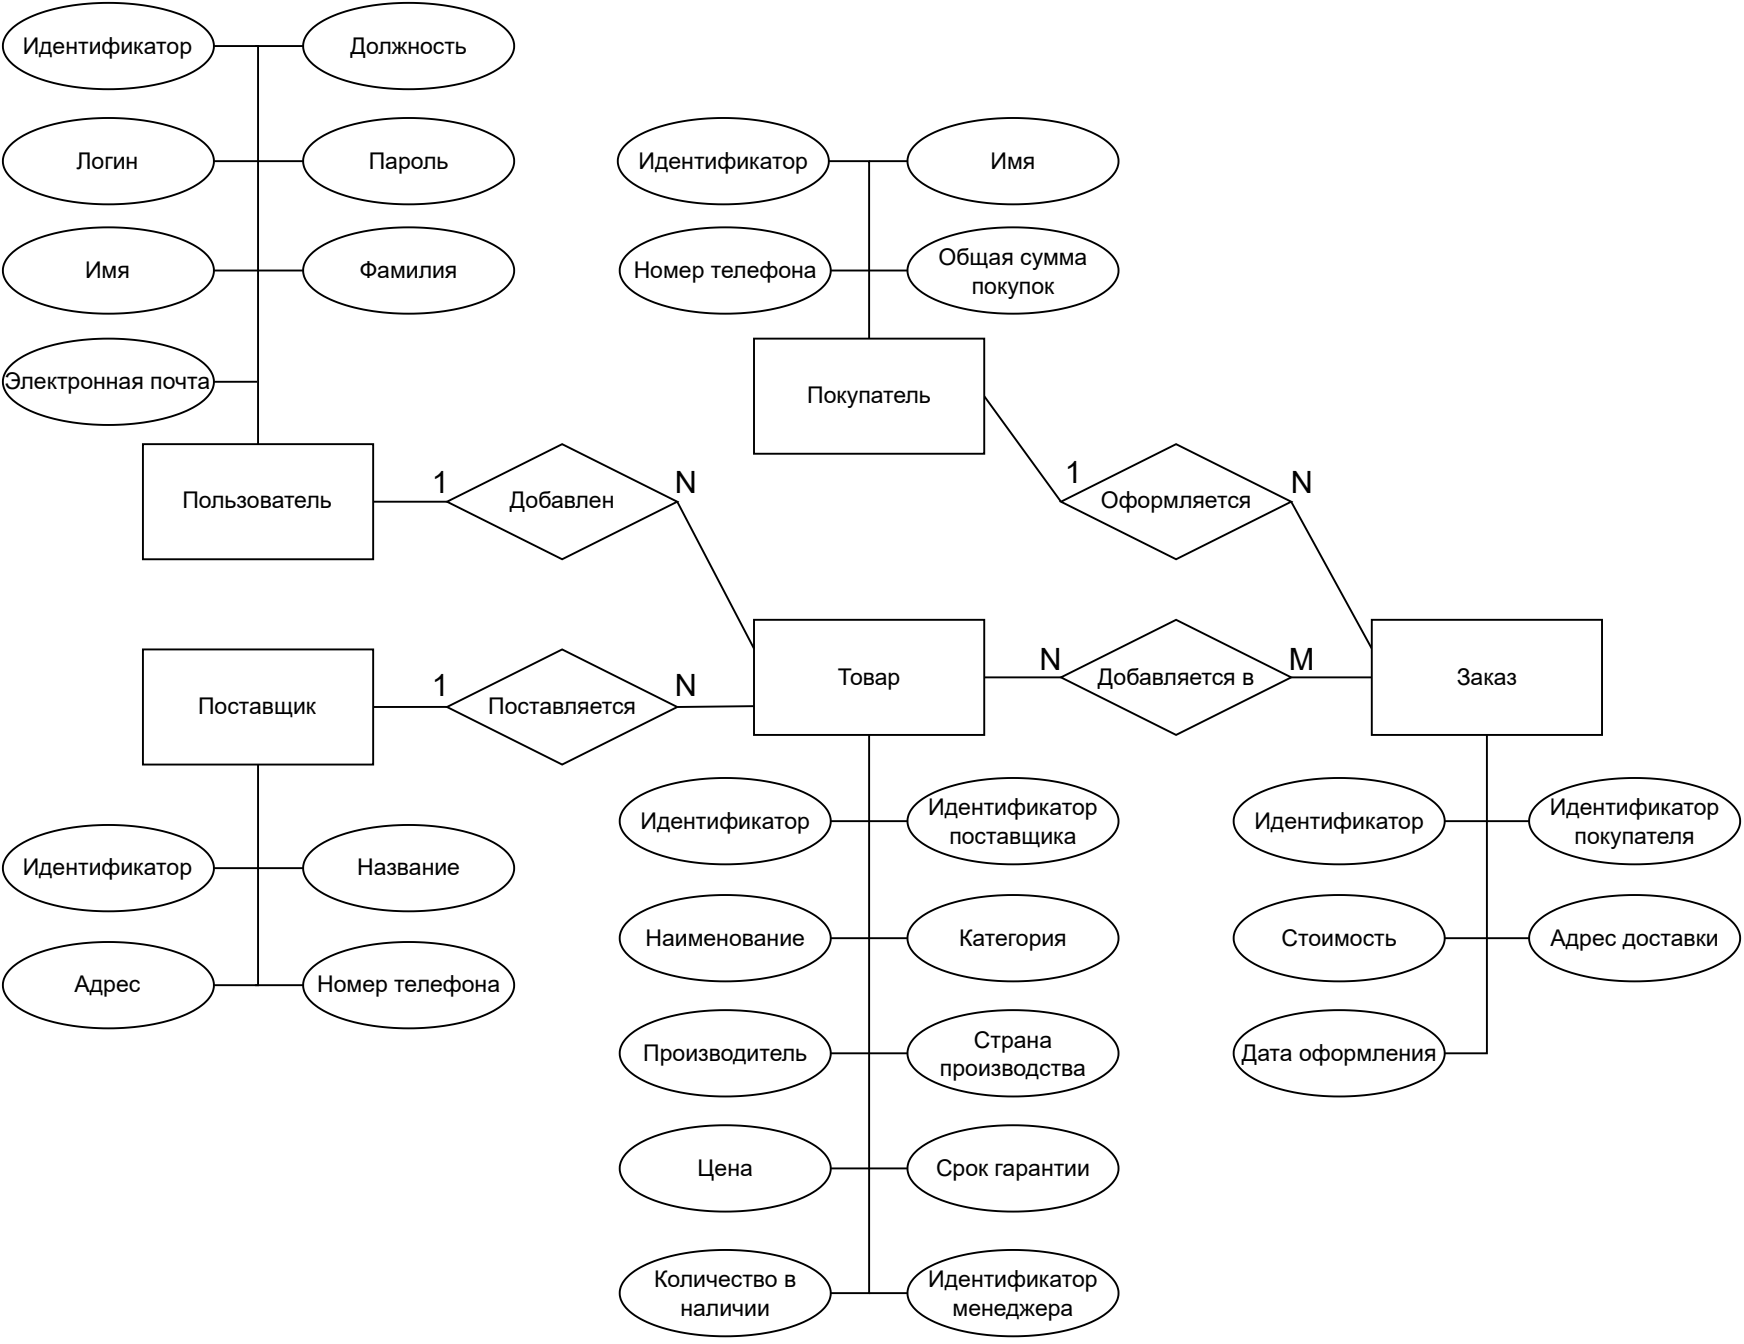 Идентификатор
Должность
Логин
Пароль
Идентификатор
Имя
Имя
Фамилия
Номер телефона
Общая сумма
покупок
Электронная почта
Покупатель
Пользователь
1
Добавлен
N
1
Оформляется
N
Поставщик
1
Поставляется
N
Товар
N
Добавляется в
M
Заказ
Идентификатор
Название
Адрес
Номер телефона
Идентификатор
Идентификатор
поставщика
Наименование
Категория
Производитель
Страна
производства
Цена
Срок гарантии
Количество в
наличии
Идентификатор
менеджера
Идентификатор
Идентификатор
покупателя
Стоимость
Адрес доставки
Дата оформления